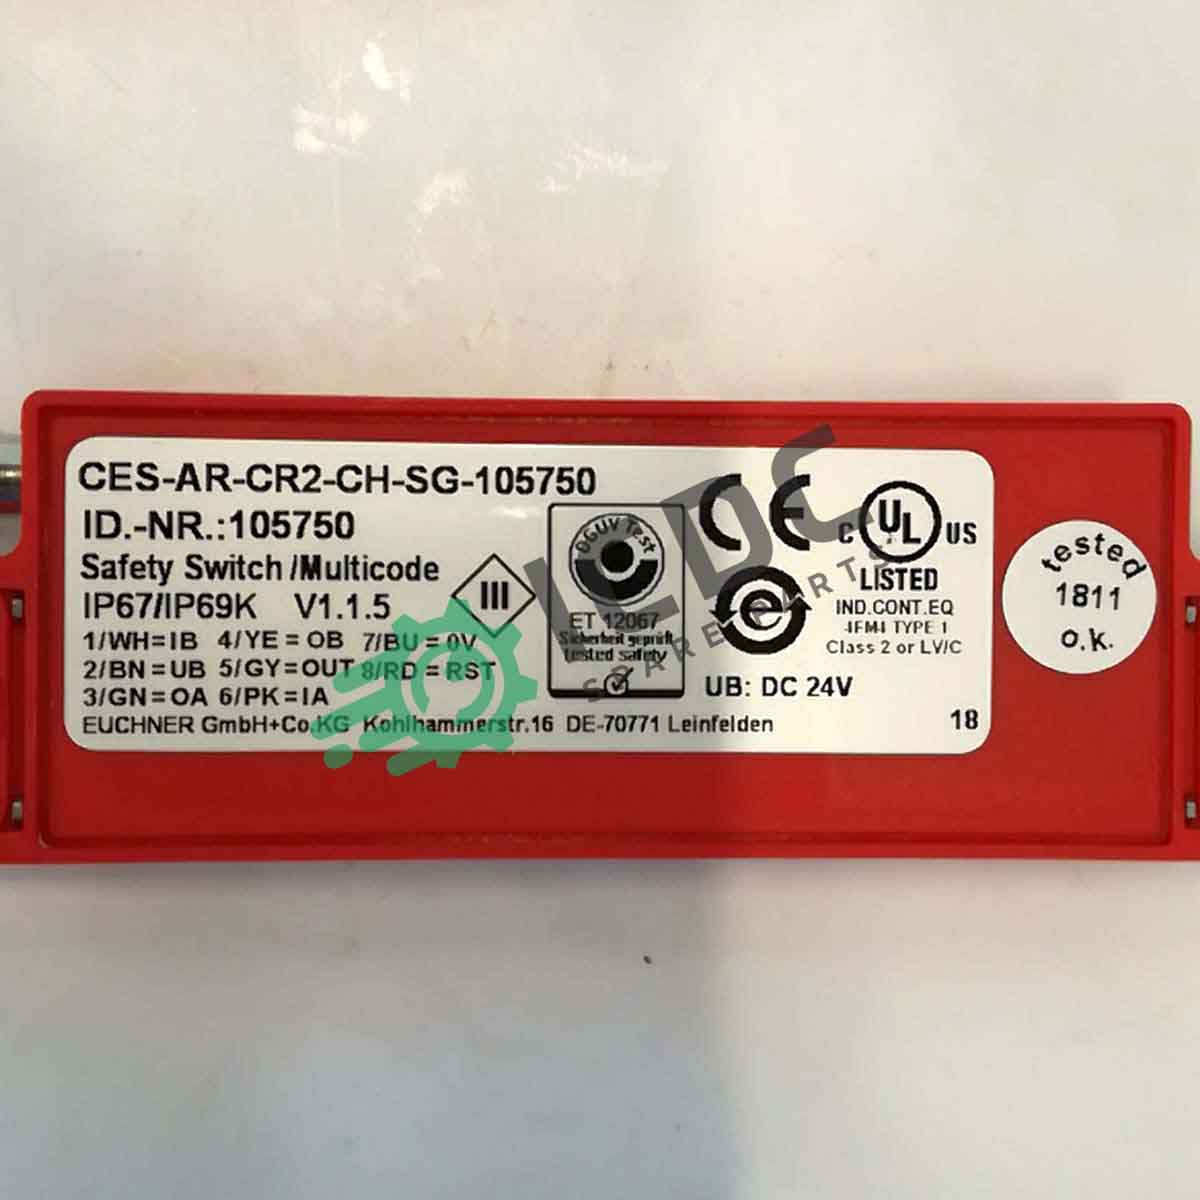 CES-AR-CR2-CH-SG-105750
ID.-NR.:105750
Safety Switch /Multicode
IP67/IP69K V1.1.5
1/WH=IB 4/YE = OB 7/BU = 0V
2/BN = UB 5/GY=OUT 8/RD = RST
3/GN=OA 6/PK=IA
EUCHNER GmbH+Co.KG Kohlhammerstr.16 DE-70771 Leinfelden
III
DGUV Test
ET 12067
Sicherheit geprüft
tested safety
CE
C UL US
LISTED
IND.CONT.EQ
TYPE 1
Class 2 or LV/C
UB: DC 24V
18
tested
1811
o.k.
ILDC
SPARE PARTS